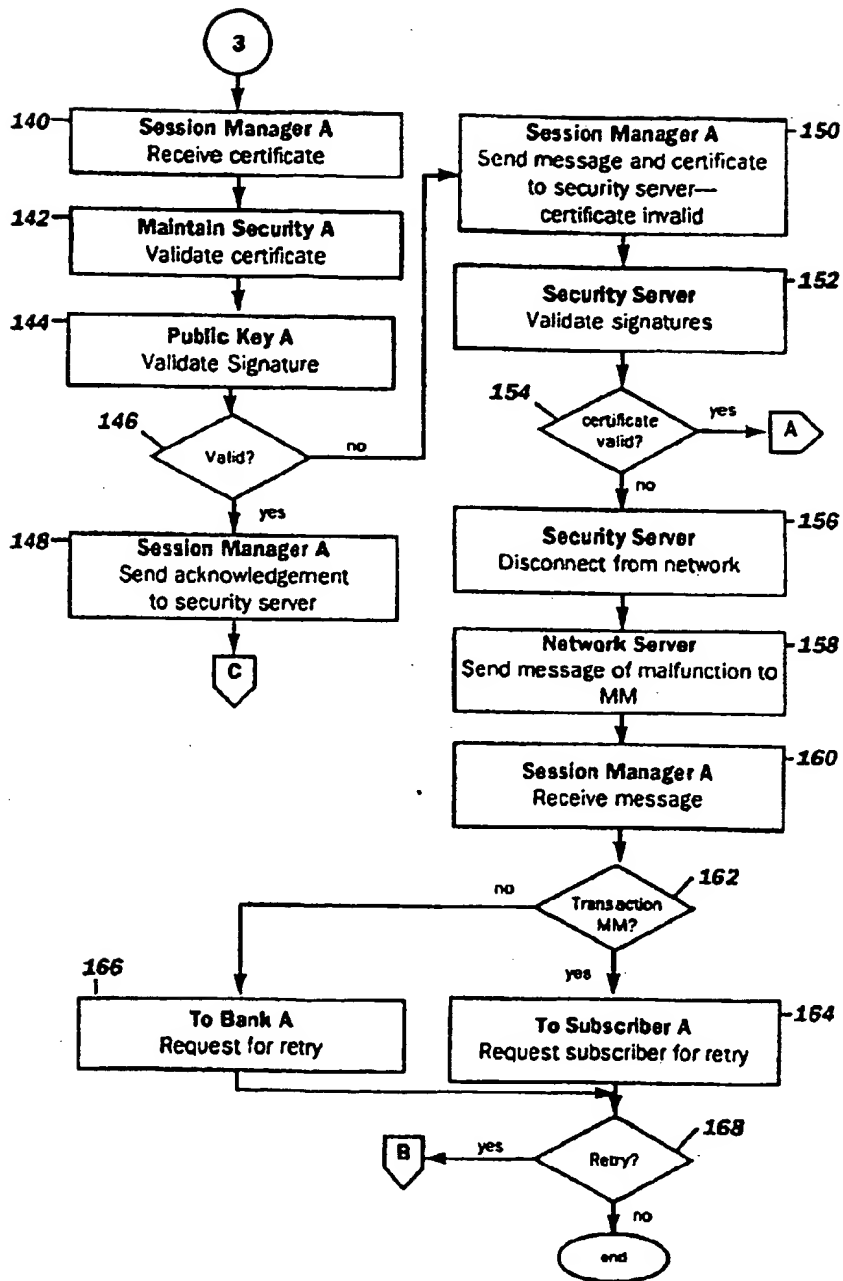 3
140
Session Manager A
Receive certificate
142
Maintain Security A
Validate certificate
144
Public Key A
Validate Signature
146
Valid?
no
yes
148
Session Manager A
Send acknowledgement
to security server
C
150
Session Manager A
Send message and certificate
to security server—
certificate invalid
152
Security Server
Validate signatures
154
certificate
valid?
yes
A
no
156
Security Server
Disconnect from network
158
Network Server
Send message of malfunction to
MM
160
Session Manager A
Receive message
162
Transaction
MM?
no
yes
166
To Bank A
Request for retry
164
To Subscriber A
Request subscriber for retry
168
Retry?
yes
B
no
end